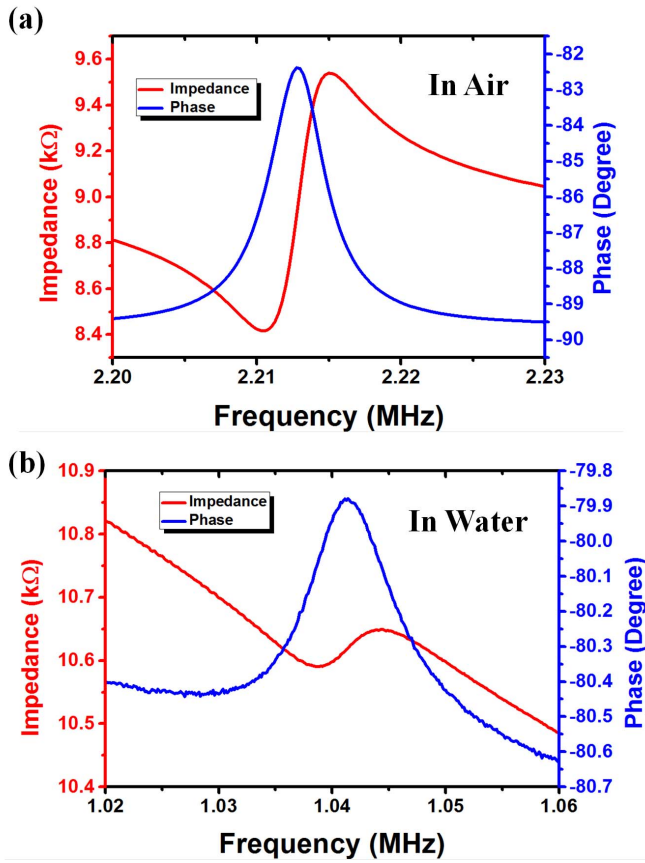 (a)
Impedance
Phase
In Air
Impedance (kΩ)
9.6
9.4
9.2
9.0
8.8
8.6
8.4
-82
-83
-84
-85
-86
-87
-88
-89
-90
Phase (Degree)
2.20
2.21
2.22
2.23
Frequency (MHz)
(b)
Impedance
Phase
In Water
Impedance (kΩ)
10.9
10.8
10.7
10.6
10.5
10.4
-79.8
-79.9
-80.0
-80.1
-80.2
-80.3
-80.4
-80.5
-80.6
-80.7
Phase (Degree)
1.02
1.03
1.04
1.05
1.06
Frequency (MHz)